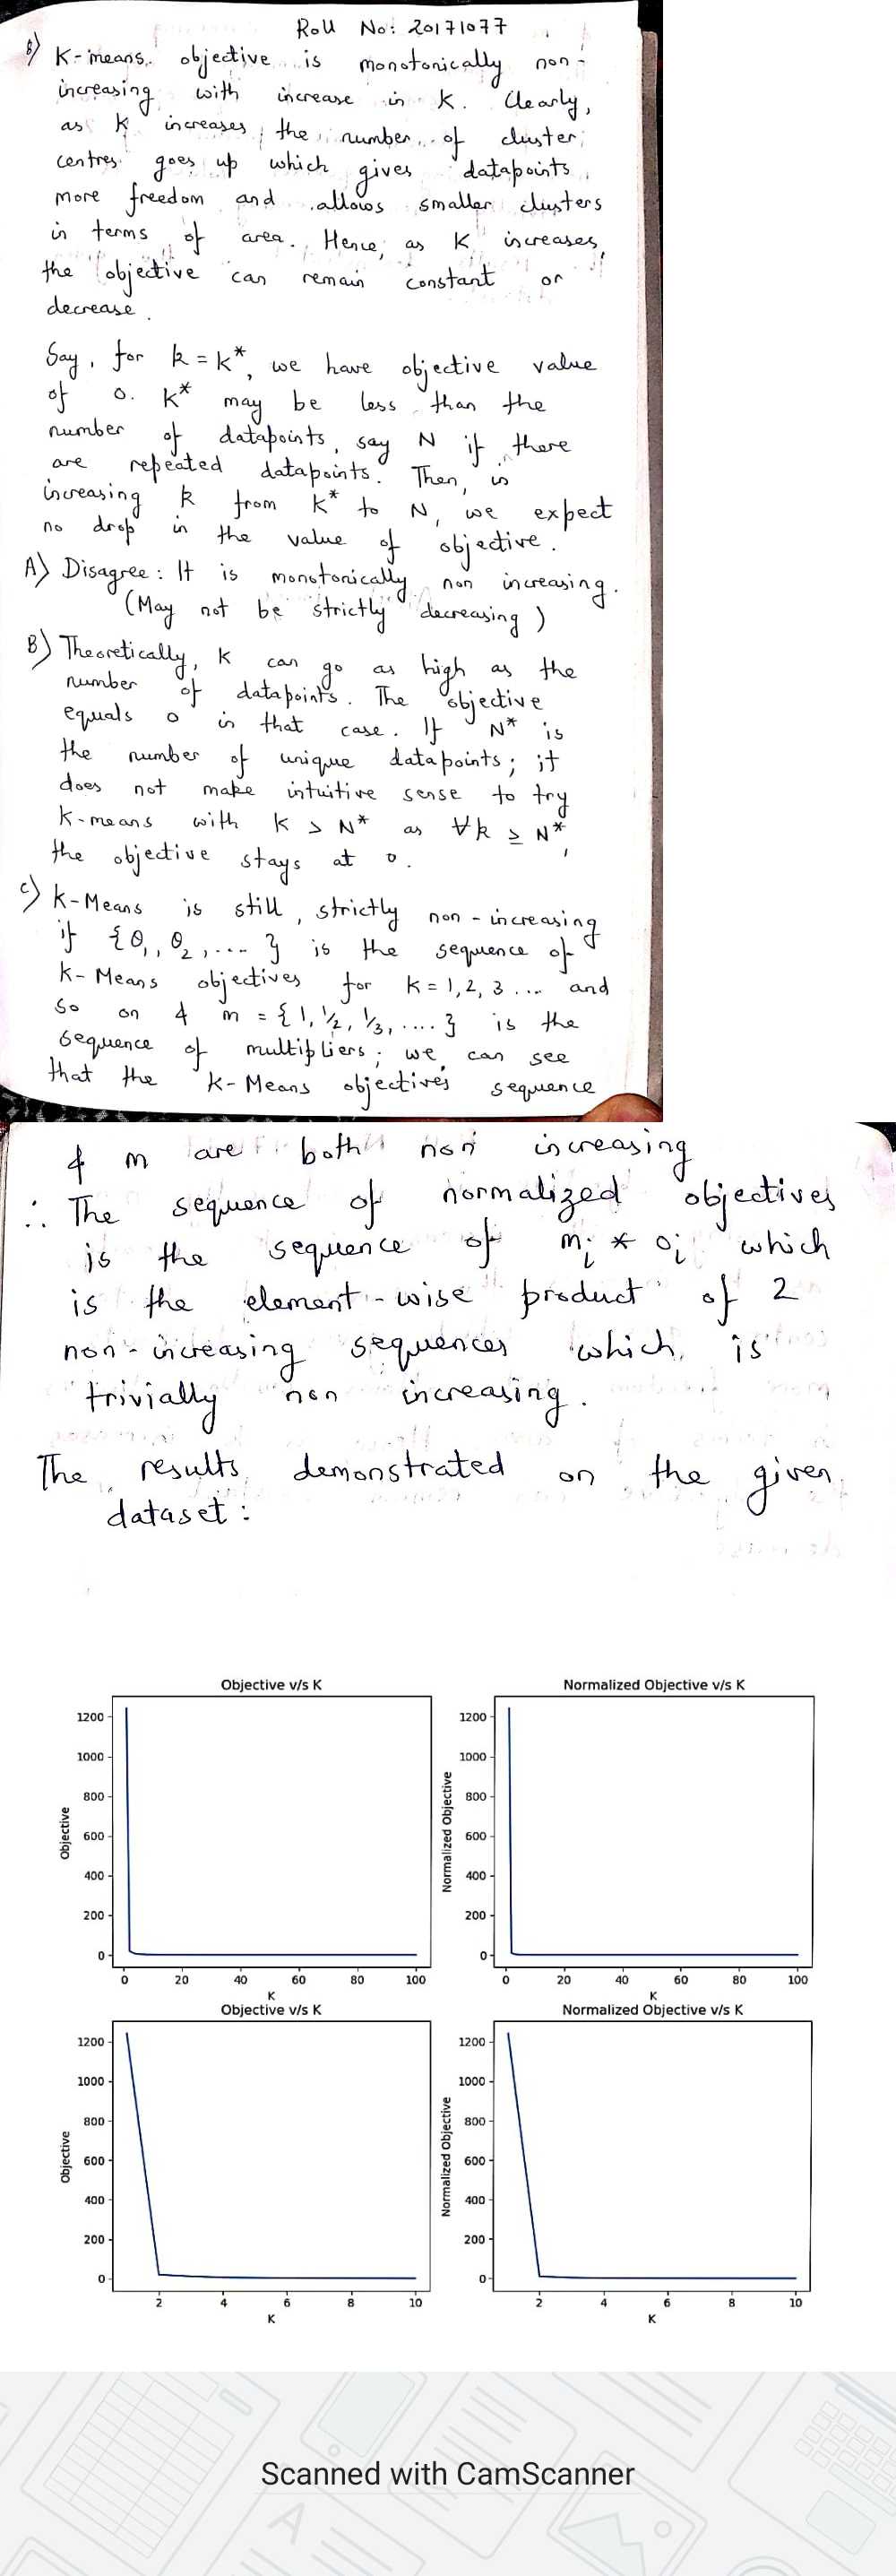 Roll No: 20171077
8) K-means objective is monotonically non-
increasing with increase in K. Clearly,
as K increases, the number of cluster
centres goes up which gives datapoints
more freedom and allows smaller clusters
in terms of area. Hence, as K increases,
the objective can remain constant or
decrease.
Say, for k = k*, we have objective value
of 0. k* may be less than the
number of datapoints, say N if there
are repeated datapoints. Then, in
increasing k from k* to N, we expect
no drop in the value of objective.
A) Disagree: It is monotonically non increasing.
(May not be strictly decreasing)
B) Theoretically, K can go as high as the
number of datapoints. The objective
equals 0 in that case. If N* is
the number of unique datapoints; it
does not make intuitive sense to try
K-means with K > N* as ∀k ≥ N*,
the objective stays at 0.
C) K-Means is still, strictly non-increasing
if {O1, O2, .... } is the sequence of
K-Means objectives for K = 1, 2, 3 ... and
so on & m = {1, 1/2, 1/3, ....} is the
sequence of multipliers; we can see
that the K-Means objectives sequence
& m are both non increasing
∴ The sequence of normalized objectives
is the sequence of mi * oi which
is the element-wise product of 2
non-increasing sequences which is
trivially non increasing.
The results demonstrated on the given
dataset:
Objective v/s K Normalized Objective v/s K
1200 1200
1000 1000
800 800
600 600
400 400
200 200
0 0
Objective Normalized Objective
0 20 40 60 80 100 0 20 40 60 80 100
K K
Objective v/s K Normalized Objective v/s K
1200 1200
1000 1000
800 800
600 600
400 400
200 200
0 0
Objective Normalized Objective
2 4 6 8 10 2 4 6 8 10
K K
Scanned with CamScanner